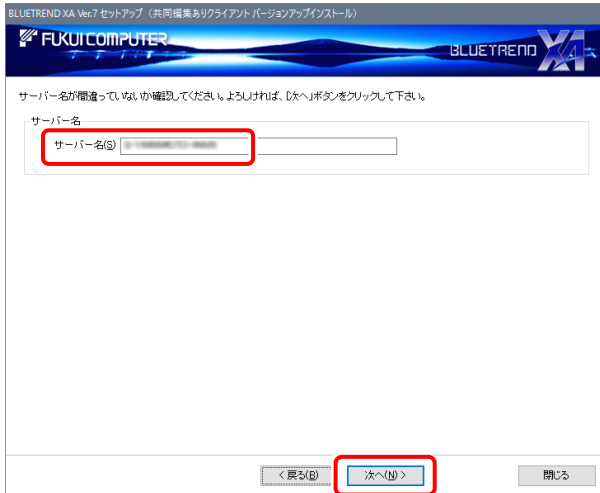 BLUETREND XA Ver.7 セットアップ（共同編集ありクライアント バージョンアップインストール）
FUKUI COMPUTER
BLUETREND XA
サーバー名が間違っていないか確認してください。よろしければ、[次へ]ボタンをクリックして下さい。
サーバー名
サーバー名(S)
< 戻る(B)
次へ(N) >
閉じる